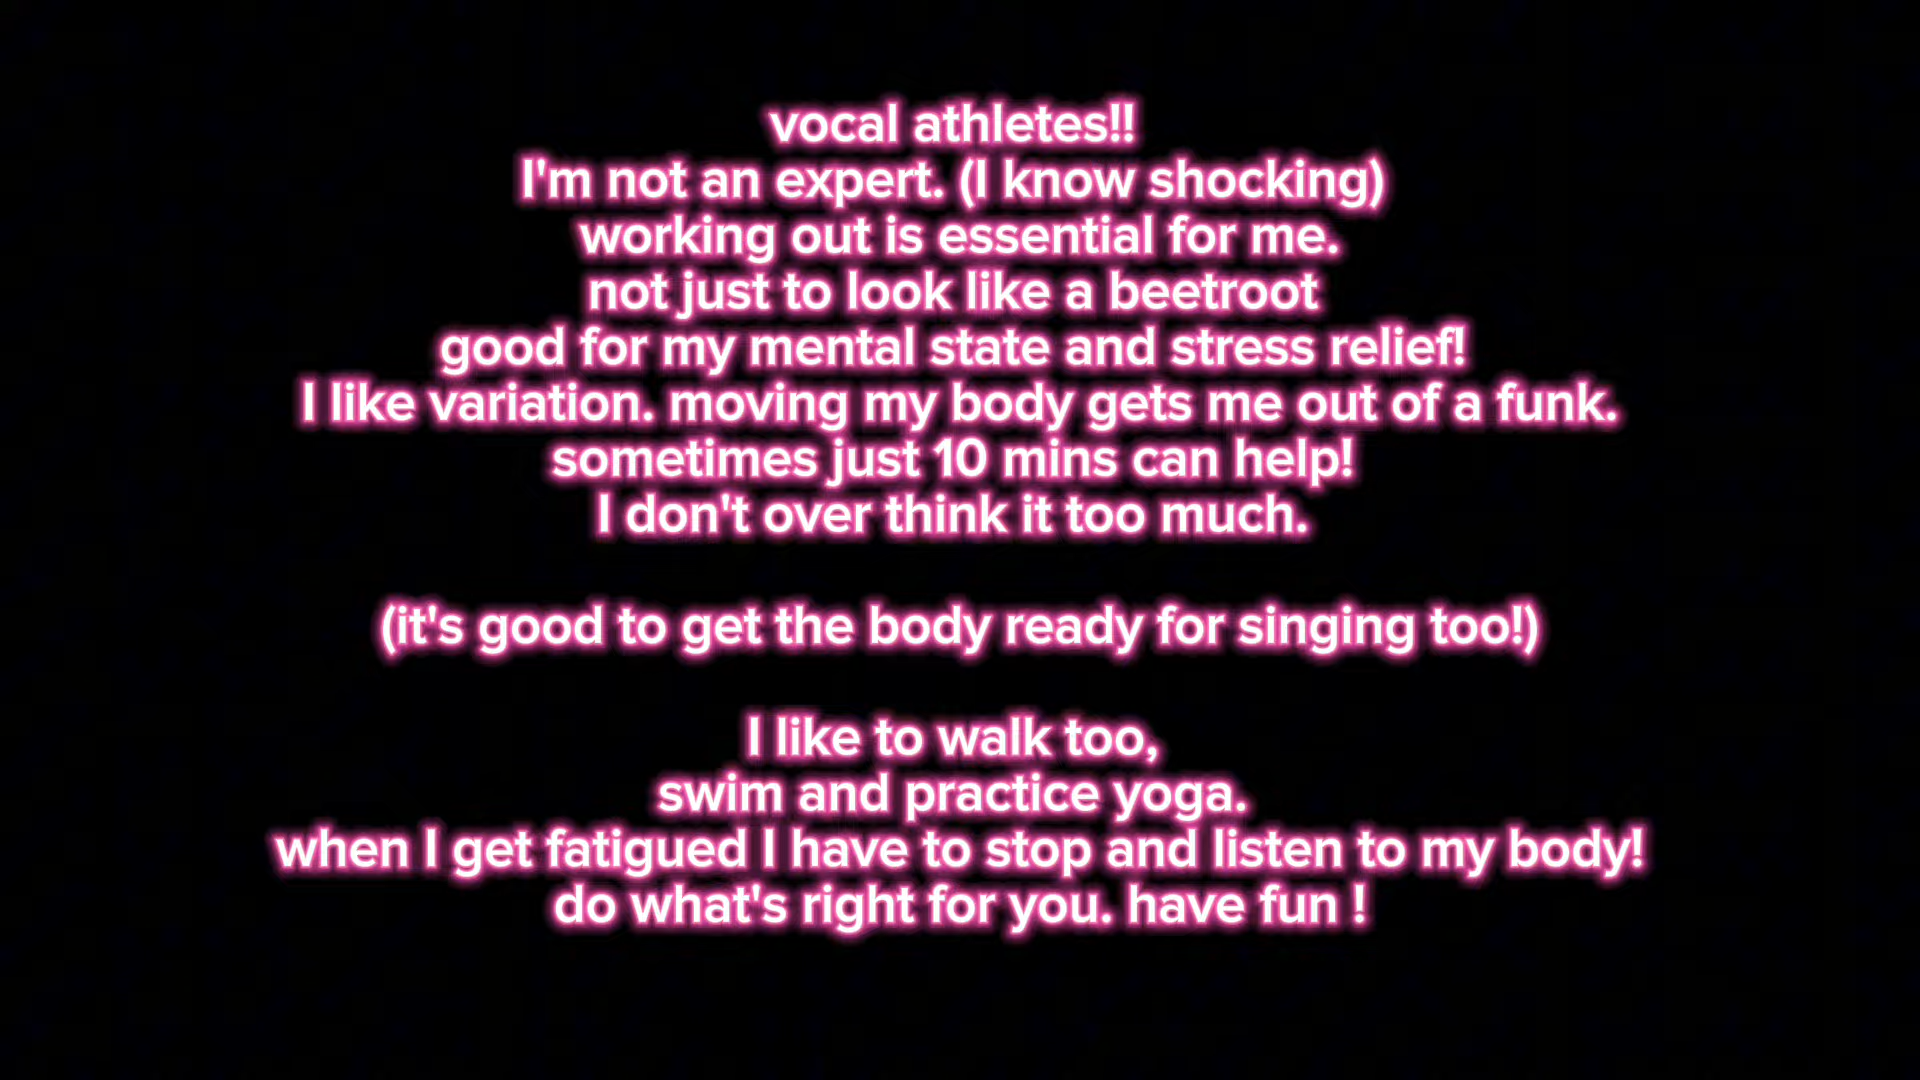 vocal athletes!!
I'm not an expert. (I know shocking)
working out is essential for me.
not just to look like a beetroot
good for my mental state and stress relief!
I like variation. moving my body gets me out of a funk.
sometimes just 10 mins can help!
I don't over think it too much.
(it's good to get the body ready for singing too!)
I like to walk too,
swim and practice yoga.
when I get fatigued I have to stop and listen to my body!
do what's right for you. have fun !